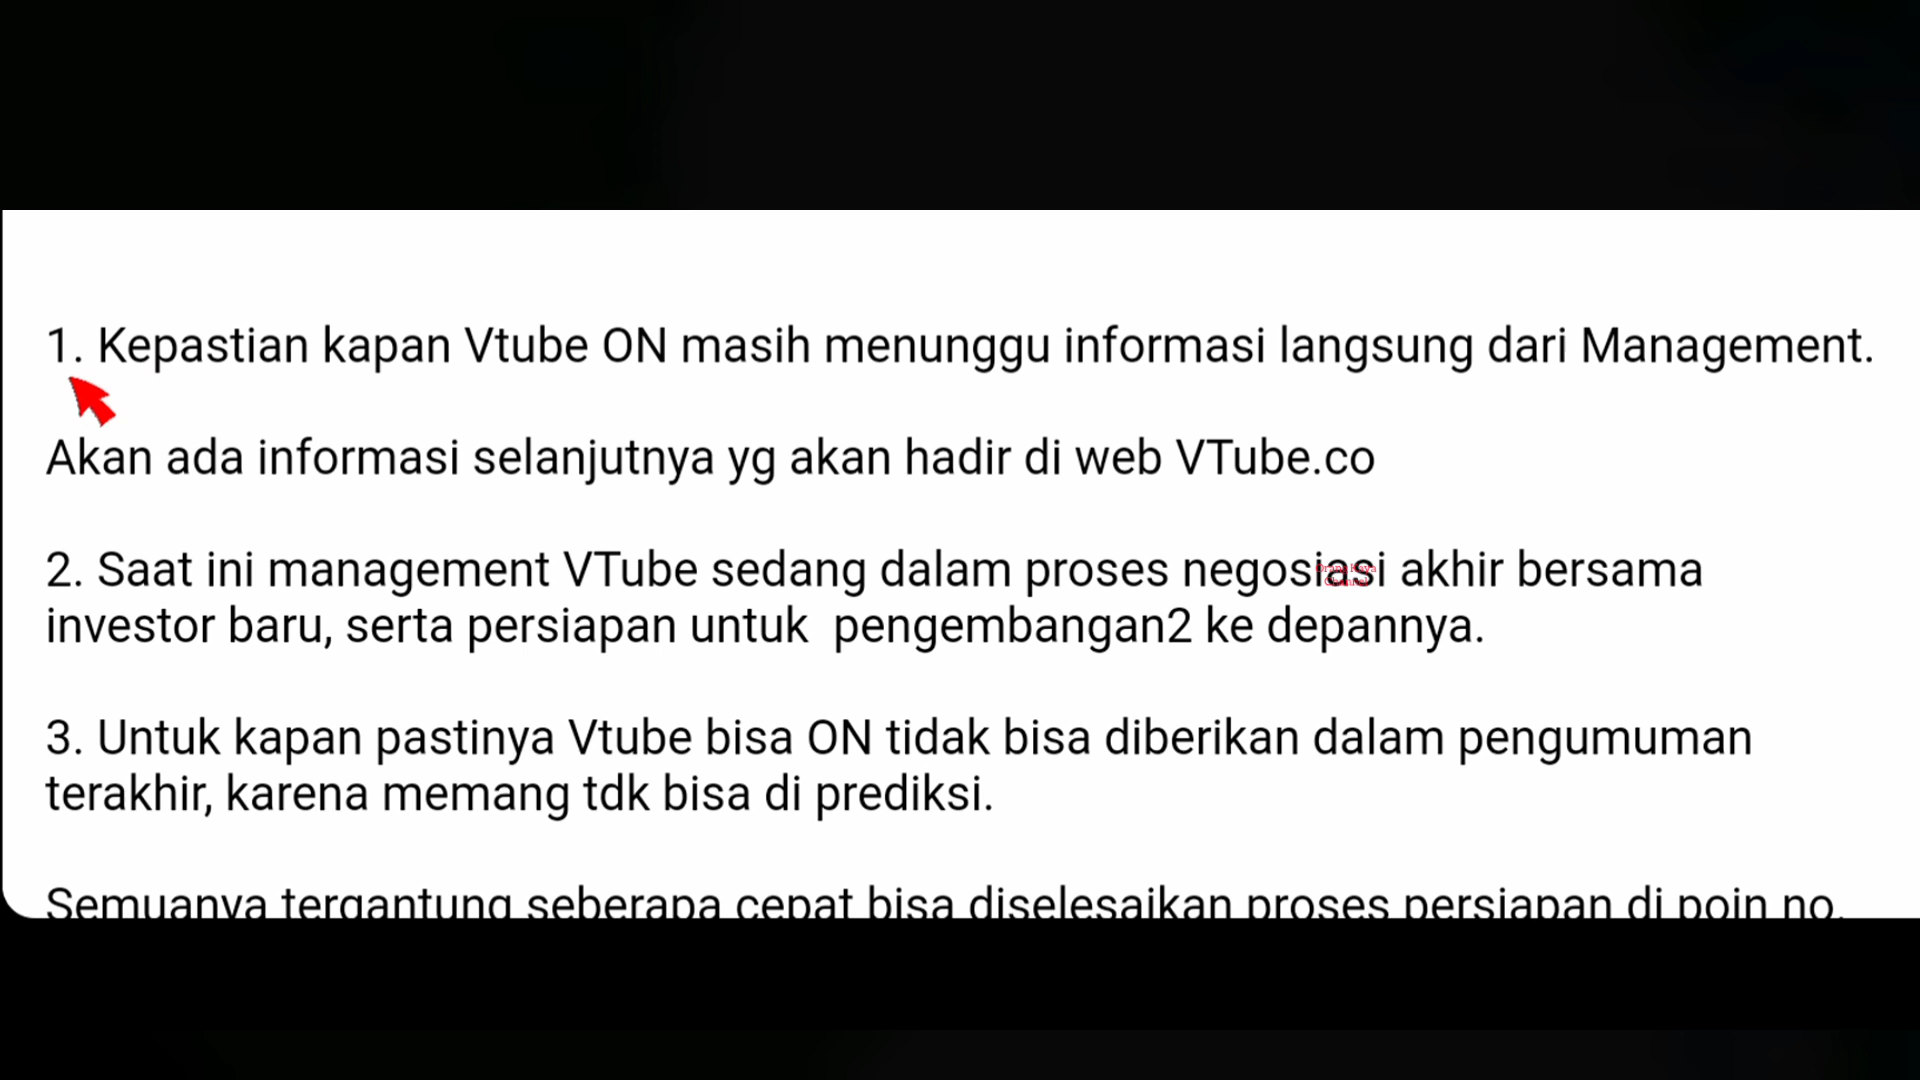 1. Kepastian kapan Vtube ON masih menunggu informasi langsung dari Management.
Akan ada informasi selanjutnya yg akan hadir di web VTube.co
2. Saat ini management VTube sedang dalam proses negosiasi akhir bersama
investor baru, serta persiapan untuk  pengembangan2 ke depannya.
3. Untuk kapan pastinya Vtube bisa ON tidak bisa diberikan dalam pengumuman
terakhir, karena memang tdk bisa di prediksi.
Semuanya tergantung seberapa cepat bisa diselesaikan proses persiapan di poin no.
Orang Kaya
Channel